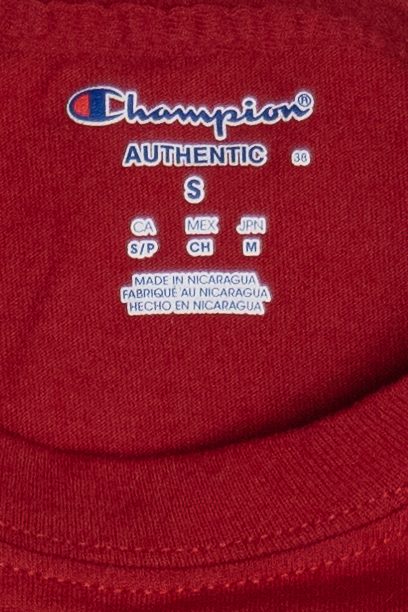 Champion®
AUTHENTIC 38
S
CA MEX JPN
S/P CH M
MADE IN NICARAGUA
FABRIQUÉ AU NICARAGUA
HECHO EN NICARAGUA